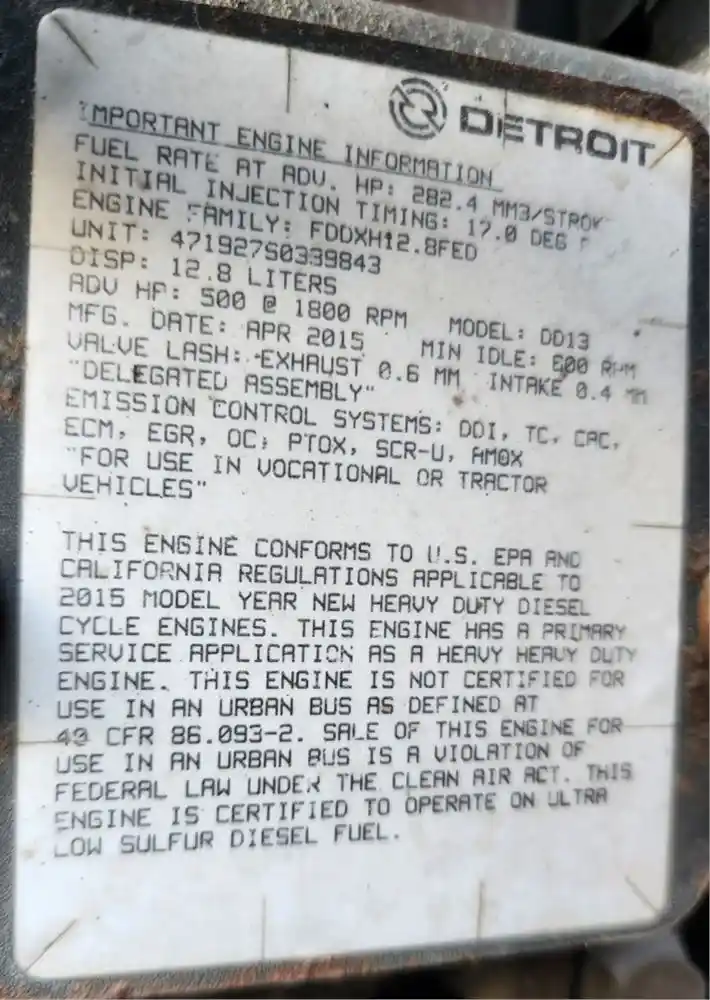 DETROIT
IMPORTANT ENGINE INFORMATION
FUEL RATE AT ADV. HP: 282.4 MM3/STROK
INITIAL INJECTION TIMING: 17.0 DEG
ENGINE FAMILY: FDDXH12.8FED
UNIT: 471927S0339843
DISP: 12.8 LITERS
ADV HP: 500 @ 1800 RPM MODEL: DD13
MFG. DATE: APR 2015 MIN IDLE: 600 RPM
VALVE LASH: EXHAUST 0.6 MM INTAKE 0.4 MM
"DELEGATED ASSEMBLY"
EMISSION CONTROL SYSTEMS: DDI, TC, CAC,
ECM, EGR, OC, PTOX, SCR-U, AMOX
"FOR USE IN VOCATIONAL OR TRACTOR
VEHICLES"
THIS ENGINE CONFORMS TO U.S. EPA AND
CALIFORNIA REGULATIONS APPLICABLE TO
2015 MODEL YEAR NEW HEAVY DUTY DIESEL
CYCLE ENGINES. THIS ENGINE HAS A PRIMARY
SERVICE APPLICATION AS A HEAVY HEAVY DUTY
ENGINE. THIS ENGINE IS NOT CERTIFIED FOR
USE IN AN URBAN BUS AS DEFINED AT
40 CFR 86.093-2. SALE OF THIS ENGINE FOR
USE IN AN URBAN BUS IS A VIOLATION OF
FEDERAL LAW UNDER THE CLEAN AIR ACT. THIS
ENGINE IS CERTIFIED TO OPERATE ON ULTRA
LOW SULFUR DIESEL FUEL.